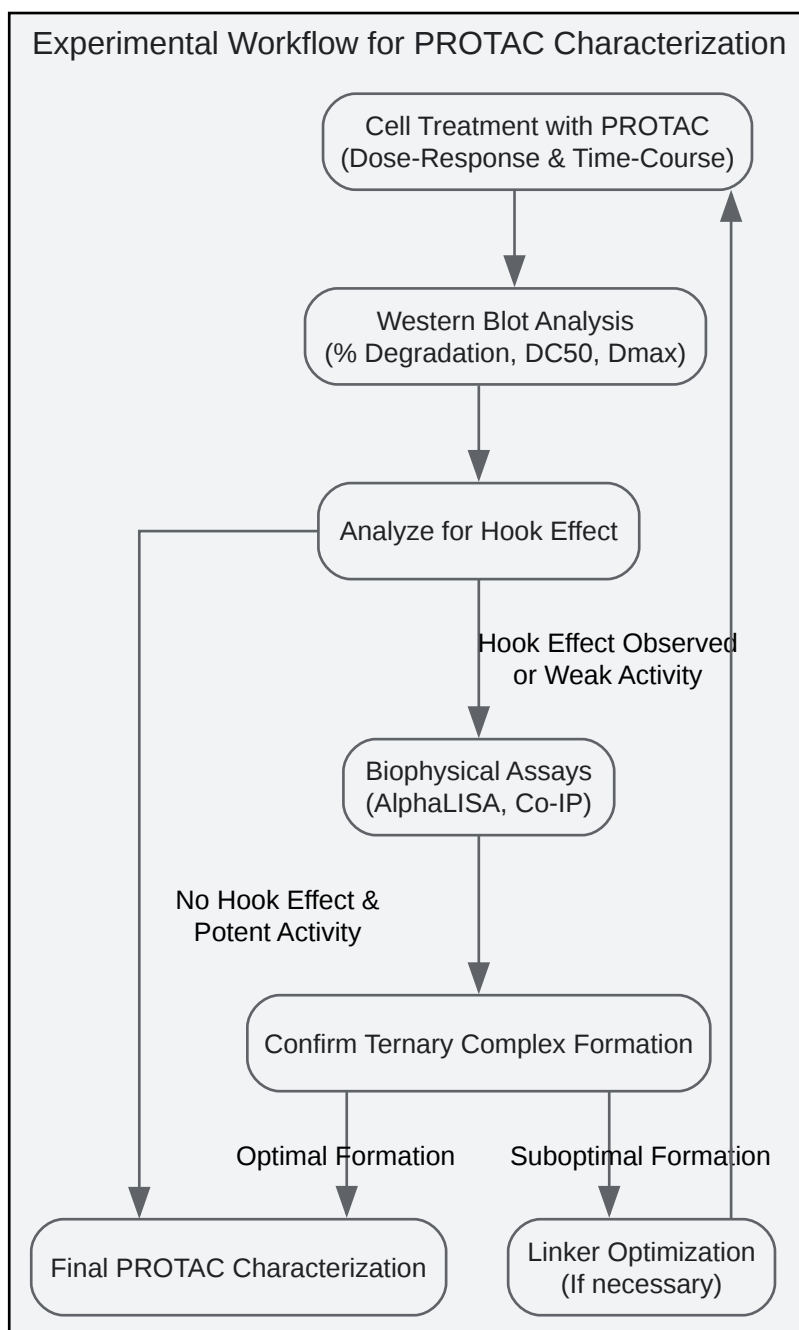 Experimental Workflow for PROTAC Characterization
Cell Treatment with PROTAC
(Dose-Response & Time-Course)
Western Blot Analysis
(% Degradation, DC50, Dmax)
Analyze for Hook Effect
Hook Effect Observed
or Weak Activity
Biophysical Assays
(AlphaLISA, Co-IP)
No Hook Effect &
Potent Activity
Confirm Ternary Complex Formation
Optimal Formation
Suboptimal Formation
Final PROTAC Characterization
Linker Optimization
(If necessary)